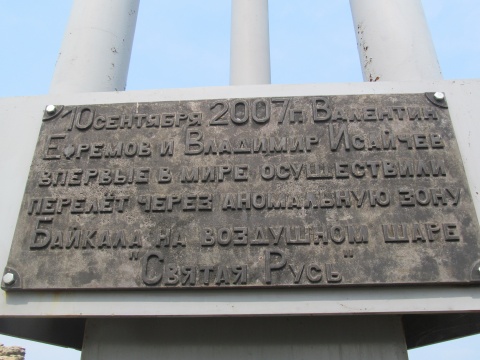 10 сентября 2007г. Валентин
Ефремов и Владимир Исайчев
впервые в мире осуществили
перелёт через аномальную зону
Байкала на воздушном шаре
"Святая Русь"